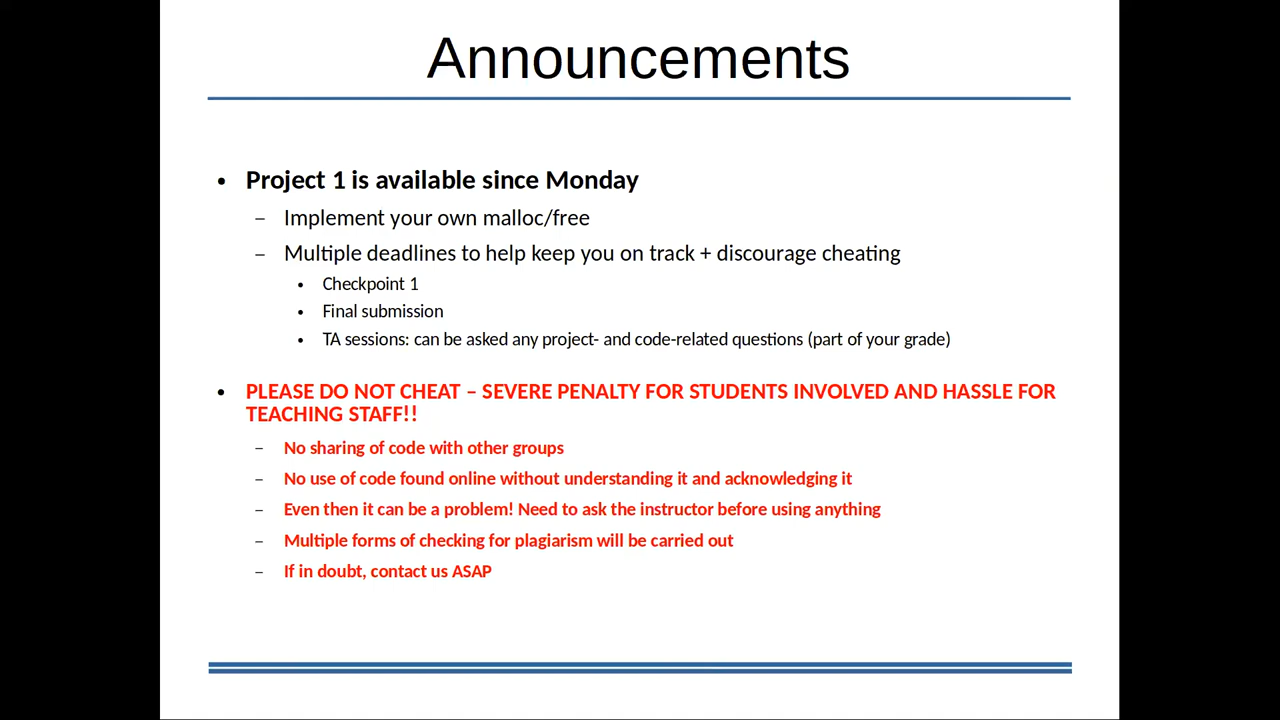 Announcements
• Project 1 is available since Monday
– Implement your own malloc/free
– Multiple deadlines to help keep you on track + discourage cheating
• Checkpoint 1
• Final submission
• TA sessions: can be asked any project- and code-related questions (part of your grade)
• PLEASE DO NOT CHEAT – SEVERE PENALTY FOR STUDENTS INVOLVED AND HASSLE FOR
TEACHING STAFF!!
– No sharing of code with other groups
– No use of code found online without understanding it and acknowledging it
– Even then it can be a problem! Need to ask the instructor before using anything
– Multiple forms of checking for plagiarism will be carried out
– If in doubt, contact us ASAP